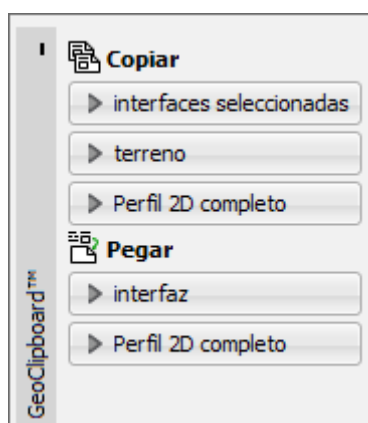 Copiar
interfaces seleccionadas
terreno
Perfil 2D completo
Pegar
interfaz
Perfil 2D completo
GeoClipboard™